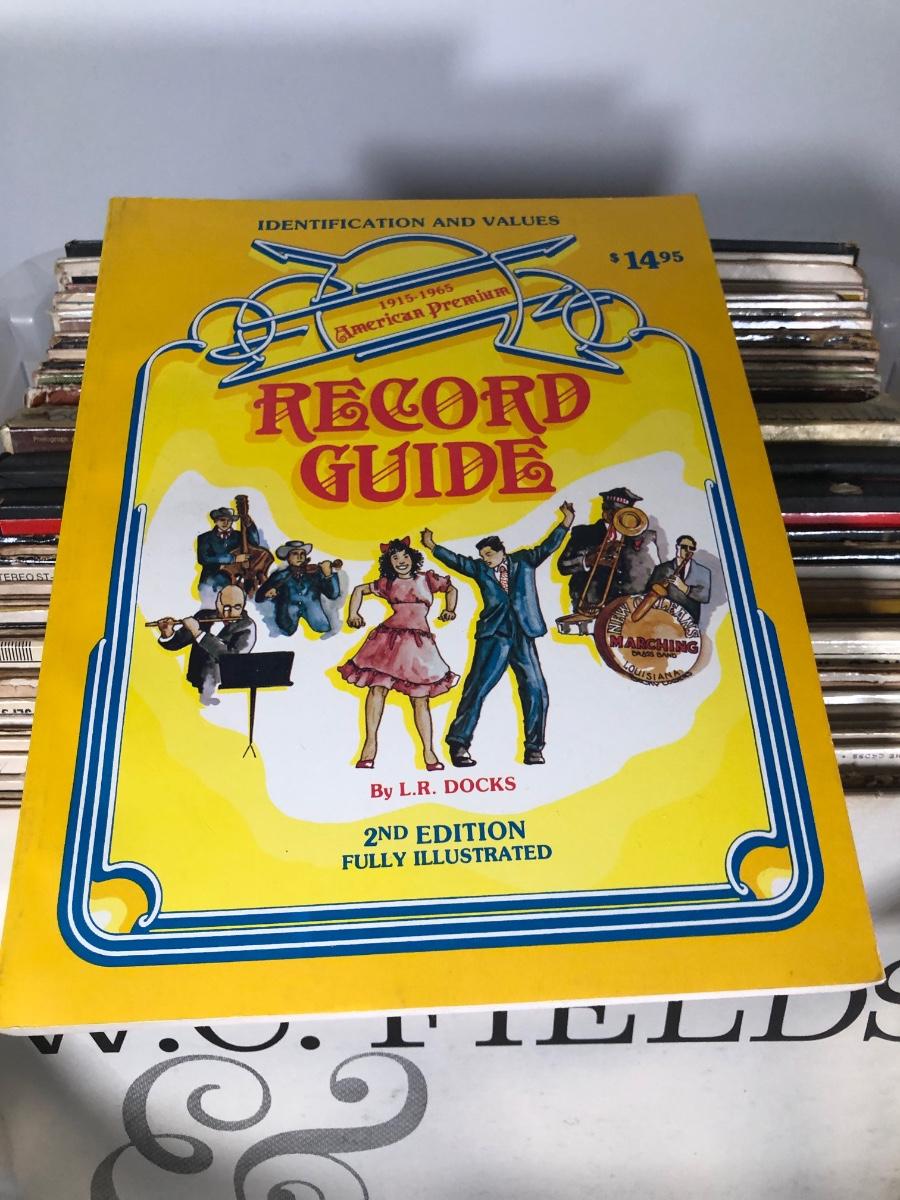 IDENTIFICATION AND VALUES
$14.95
1915-1965
American Premium
RECORD
GUIDE
NEW ORLEANS
MARCHING
BRASS BAND
LOUISIANA
By L.R. DOCKS
2ND EDITION
FULLY ILLUSTRATED
W.C. FIELDS
&